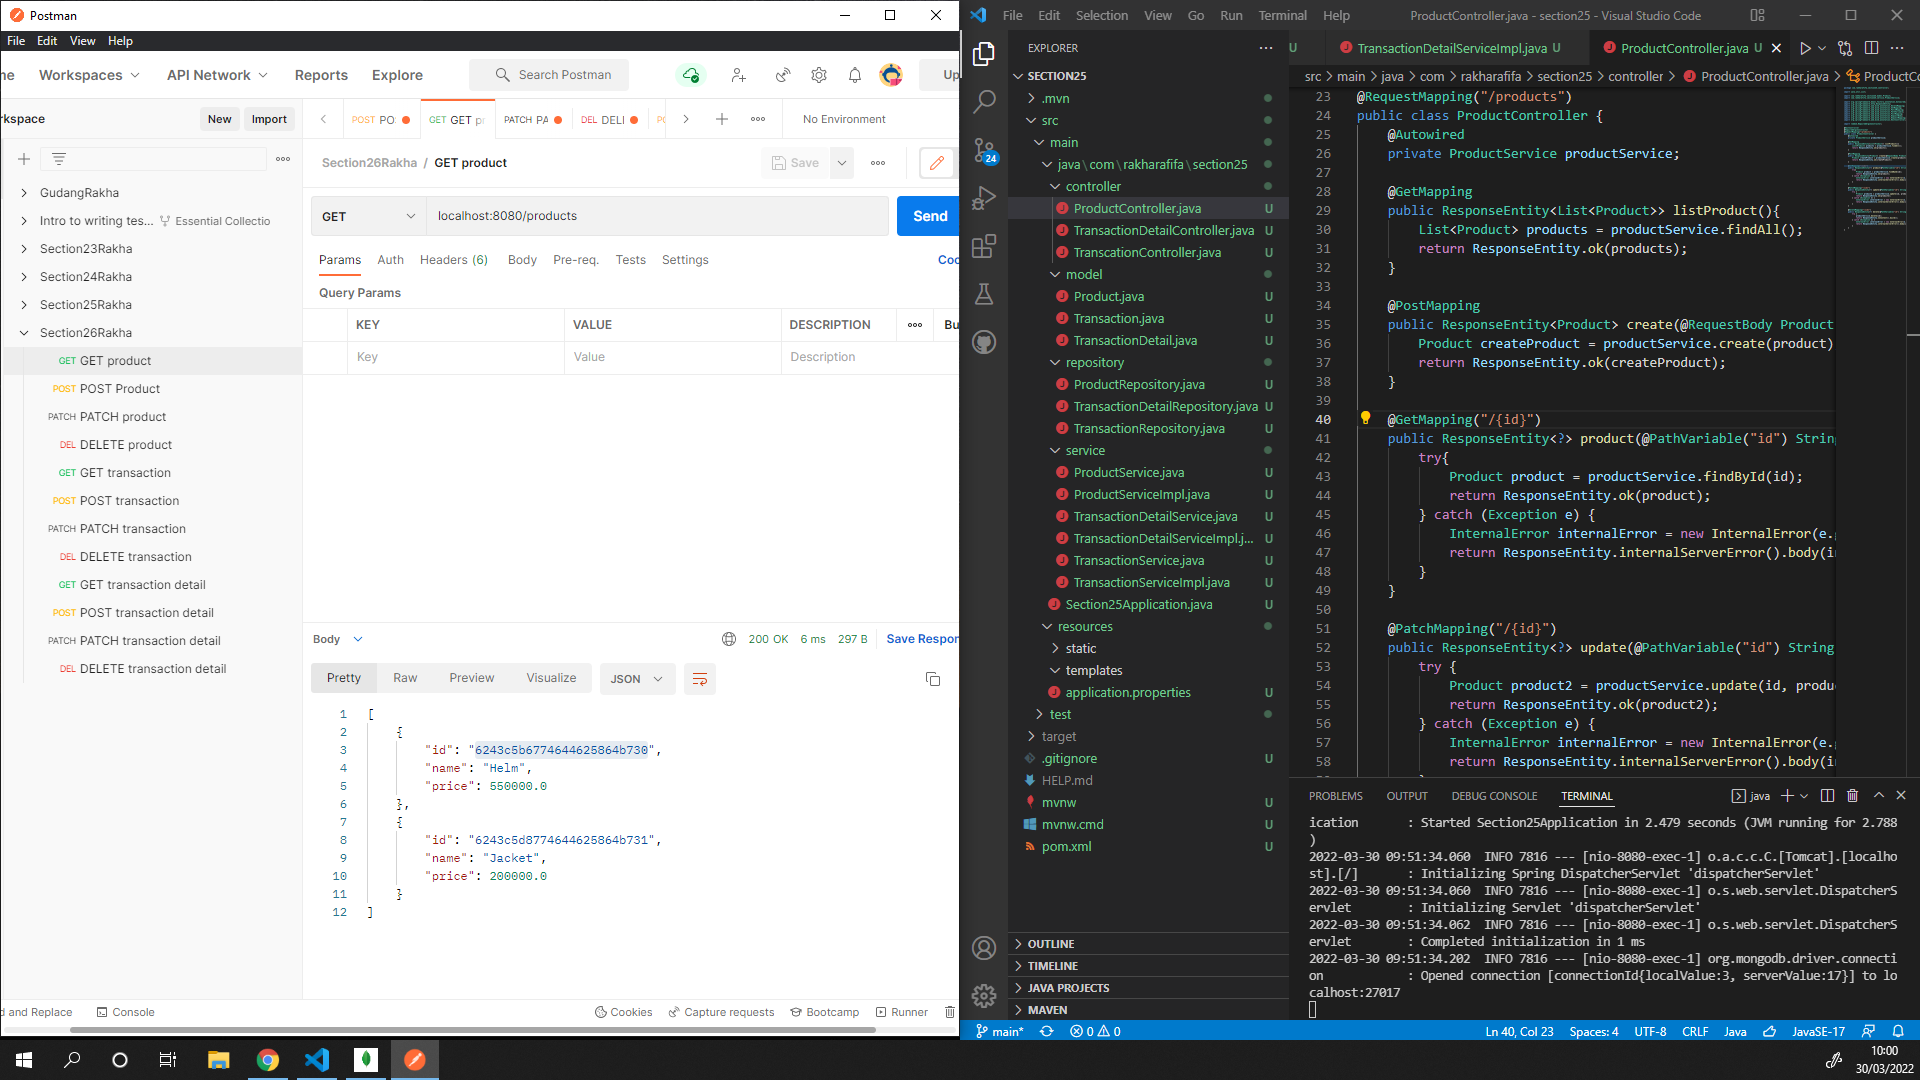 Postman
File Edit View Help
me Workspaces API Network Reports Explore Search Postman Up
rkspace New Import
POST PO: GET GET pr PATCH PA DEL DELI No Environment
Section26Rakha / GET product Save
GudangRakha
Intro to writing tes... Essential Collectio
Section23Rakha
Section24Rakha
Section25Rakha
Section26Rakha
GET GET product
POST POST Product
PATCH PATCH product
DEL DELETE product
GET GET transaction
POST POST transaction
PATCH PATCH transaction
DEL DELETE transaction
GET GET transaction detail
POST POST transaction detail
PATCH PATCH transaction detail
DEL DELETE transaction detail
GET localhost:8080/products Send
Params Auth Headers (6) Body Pre-req. Tests Settings Coo
Query Params
KEY VALUE DESCRIPTION Bu
Key Value Description
Body 200 OK 6 ms 297 B Save Respon
Pretty Raw Preview Visualize JSON
1 [
2 {
3 "id": "6243c5b6774644625864b730",
4 "name": "Helm",
5 "price": 550000.0
6 },
7 {
8 "id": "6243c5d8774644625864b731",
9 "name": "Jacket",
10 "price": 200000.0
11 }
12 ]
d and Replace Console Cookies Capture requests Bootcamp Runner
File Edit Selection View Go Run Terminal Help ProductController.java - section25 - Visual Studio Code
EXPLORER
SECTION25
.mvn
src
main
java\com\rakharafifa\section25
controller
ProductController.java U
TransactionDetailController.java U
TranscationController.java U
model
Product.java U
Transaction.java U
TransactionDetail.java U
repository
ProductRepository.java U
TransactionDetailRepository.java U
TransactionRepository.java U
service
ProductService.java U
ProductServiceImpl.java U
TransactionDetailService.java U
TransactionDetailServiceImpl.j... U
TransactionService.java U
TransactionServiceImpl.java U
Section25Application.java U
resources
static
templates
application.properties U
test
target
.gitignore U
HELP.md
mvnw U
mvnw.cmd U
pom.xml U
OUTLINE
TIMELINE
JAVA PROJECTS
MAVEN
24
U TransactionDetailServiceImpl.java U ProductController.java U
src > main > java > com > rakharafifa > section25 > controller > ProductController.java > ProductCo
23 @RequestMapping("/products")
24 public class ProductController {
25 @Autowired
26 private ProductService productService;
27
28 @GetMapping
29 public ResponseEntity<List<Product>> listProduct(){
30 List<Product> products = productService.findAll();
31 return ResponseEntity.ok(products);
32 }
33
34 @PostMapping
35 public ResponseEntity<Product> create(@RequestBody Product
36 Product createProduct = productService.create(product)
37 return ResponseEntity.ok(createProduct);
38 }
39
40 @GetMapping("/{id}")
41 public ResponseEntity<?> product(@PathVariable("id") String
42 try{
43 Product product = productService.findById(id);
44 return ResponseEntity.ok(product);
45 } catch (Exception e) {
46 InternalError internalError = new InternalError(e.g
47 return ResponseEntity.internalServerError().body(in
48 }
49 }
50
51 @PatchMapping("/{id}")
52 public ResponseEntity<?> update(@PathVariable("id") String
53 try {
54 Product product2 = productService.update(id, produc
55 return ResponseEntity.ok(product2);
56 } catch (Exception e) {
57 InternalError internalError = new InternalError(e.g
58 return ResponseEntity.internalServerError().body(in
PROBLEMS OUTPUT DEBUG CONSOLE TERMINAL java
ication : Started Section25Application in 2.479 seconds (JVM running for 2.788
)
2022-03-30 09:51:34.060 INFO 7816 --- [nio-8080-exec-1] o.a.c.c.C.[Tomcat].[localho
st].[/] : Initializing Spring DispatcherServlet 'dispatcherServlet'
2022-03-30 09:51:34.060 INFO 7816 --- [nio-8080-exec-1] o.s.web.servlet.DispatcherS
ervlet : Initializing Servlet 'dispatcherServlet'
2022-03-30 09:51:34.062 INFO 7816 --- [nio-8080-exec-1] o.s.web.servlet.DispatcherS
ervlet : Completed initialization in 1 ms
2022-03-30 09:51:34.202 INFO 7816 --- [nio-8080-exec-1] org.mongodb.driver.connecti
on : Opened connection [connectionId{localValue:3, serverValue:17}] to lo
calhost:27017
main* 0 0 Ln 40, Col 23 Spaces: 4 UTF-8 CRLF Java JavaSE-17
10:00
30/03/2022